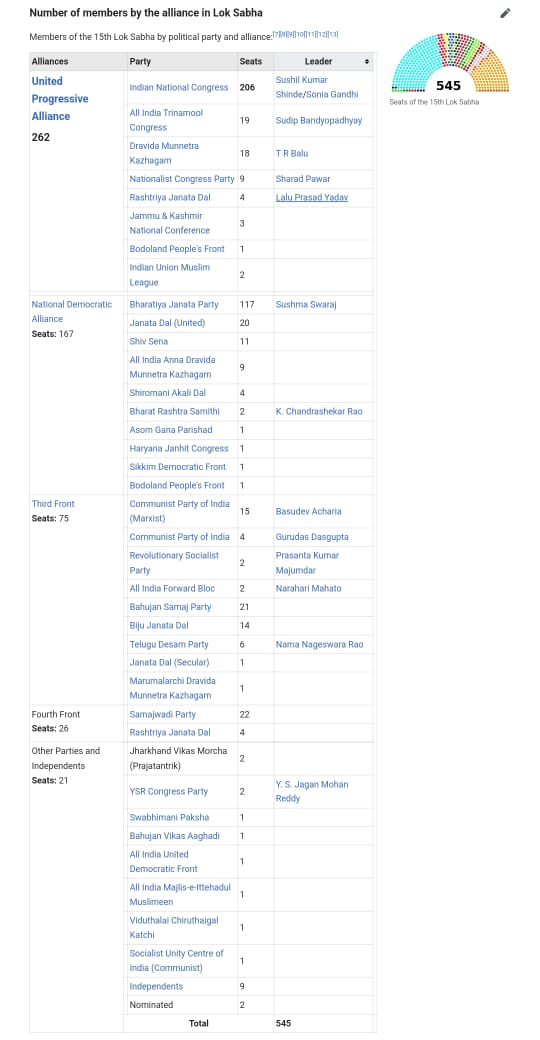 Number of members by the alliance in Lok Sabha
Members of the 15th Lok Sabha by political party and alliance:[7][8][9][10][11][12][13]
545
Seats of the 15th Lok Sabha
Alliances Party Seats Leader
United Progressive Alliance
262
Indian National Congress 206 Sushil Kumar Shinde/Sonia Gandhi
All India Trinamool Congress 19 Sudip Bandyopadhyay
Dravida Munnetra Kazhagam 18 T R Balu
Nationalist Congress Party 9 Sharad Pawar
Rashtriya Janata Dal 4 Lalu Prasad Yadav
Jammu & Kashmir National Conference 3
Bodoland People's Front 1
Indian Union Muslim League 2
National Democratic Alliance
Seats: 167
Bharatiya Janata Party 117 Sushma Swaraj
Janata Dal (United) 20
Shiv Sena 11
All India Anna Dravida Munnetra Kazhagam 9
Shiromani Akali Dal 4
Bharat Rashtra Samithi 2 K. Chandrashekar Rao
Asom Gana Parishad 1
Haryana Janhit Congress 1
Sikkim Democratic Front 1
Bodoland People's Front 1
Third Front
Seats: 75
Communist Party of India (Marxist) 15 Basudev Acharia
Communist Party of India 4 Gurudas Dasgupta
Revolutionary Socialist Party 2 Prasanta Kumar Majumdar
All India Forward Bloc 2 Narahari Mahato
Bahujan Samaj Party 21
Biju Janata Dal 14
Telugu Desam Party 6 Nama Nageswara Rao
Janata Dal (Secular) 1
Marumalarchi Dravida Munnetra Kazhagam 1
Fourth Front
Seats: 26
Samajwadi Party 22
Rashtriya Janata Dal 4
Other Parties and Independents
Seats: 21
Jharkhand Vikas Morcha (Prajatantrik) 2
YSR Congress Party 2 Y. S. Jagan Mohan Reddy
Swabhimani Paksha 1
Bahujan Vikas Aaghadi 1
All India United Democratic Front 1
All India Majlis-e-Ittehadul Muslimeen 1
Viduthalai Chiruthaigal Katchi 1
Socialist Unity Centre of India (Communist) 1
Independents 9
Nominated 2
Total 545